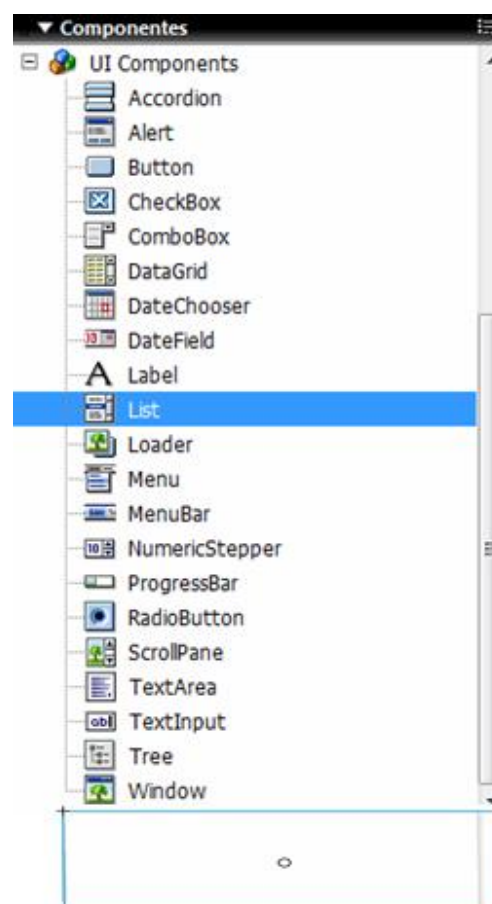 Componentes
UI Components
Accordion
Alert
Button
CheckBox
ComboBox
DataGrid
DateChooser
DateField
Label
List
Loader
Menu
MenuBar
NumericStepper
ProgressBar
RadioButton
ScrollPane
TextArea
TextInput
Tree
Window